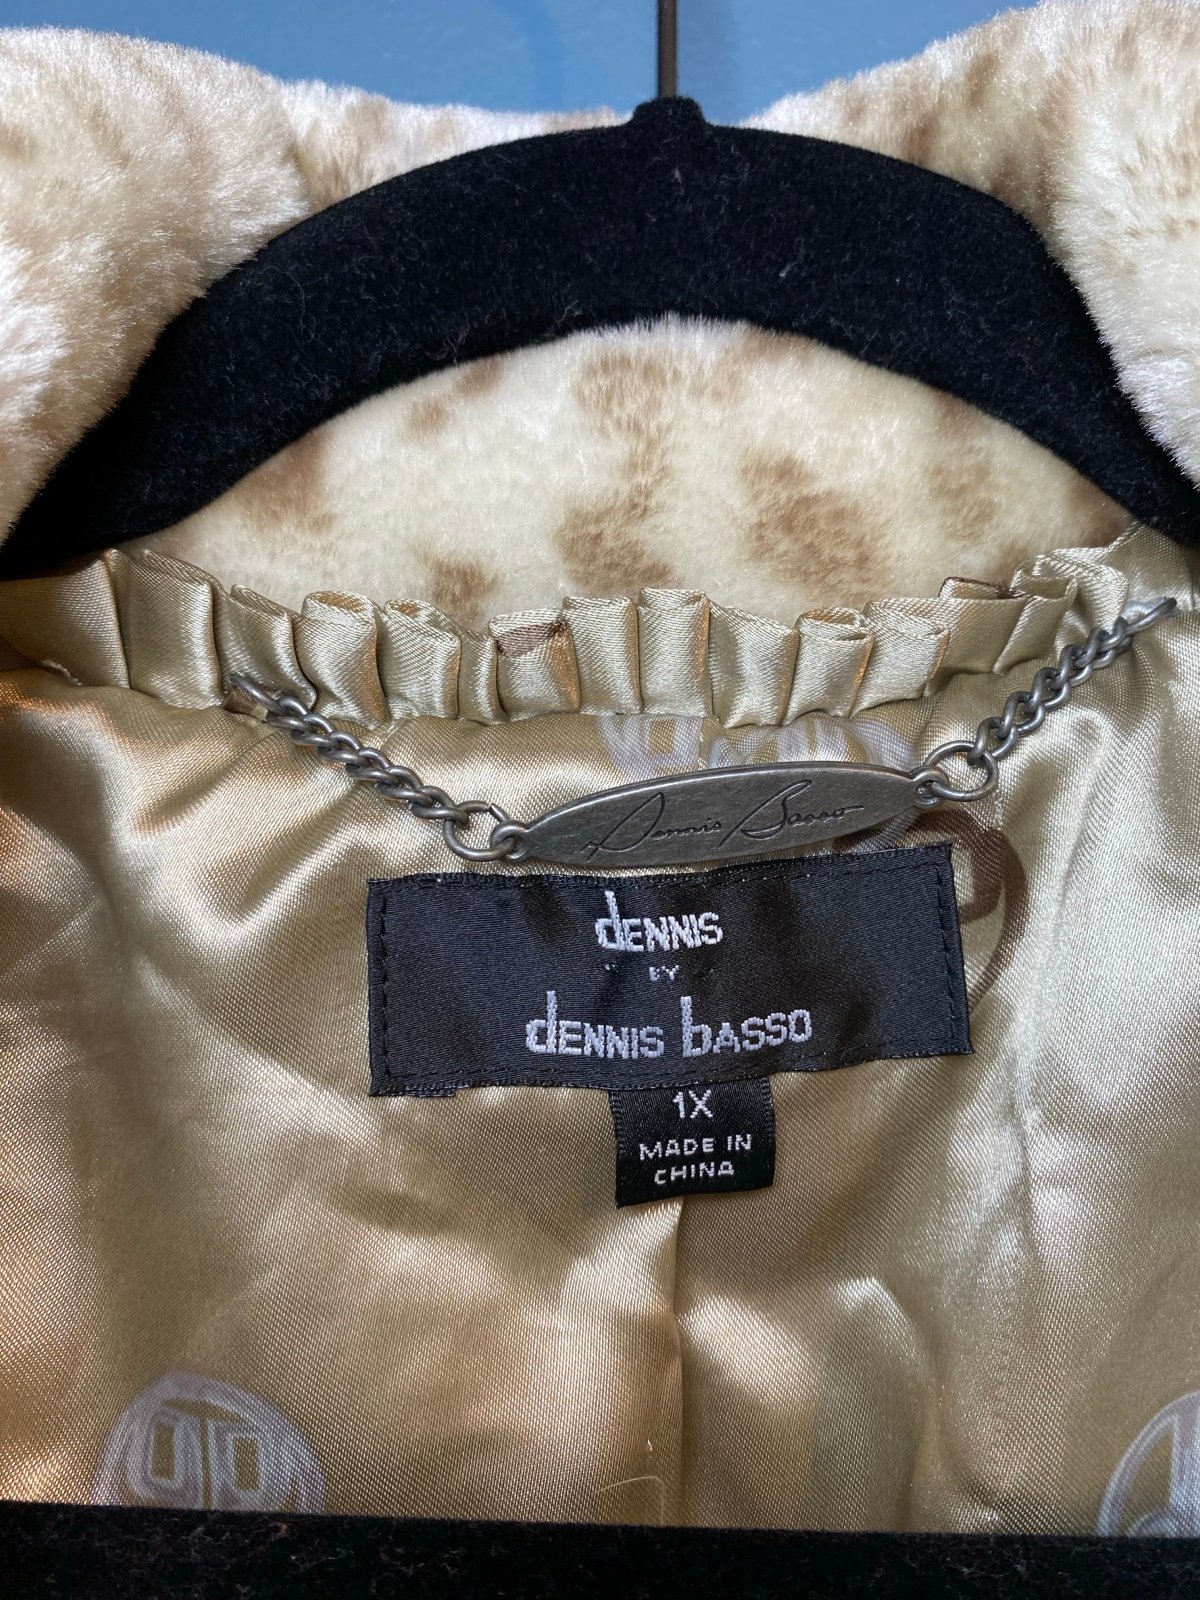 Dennis Basso
dENNIS
BY
dENNIS bASSO
1X
MADE IN
CHINA